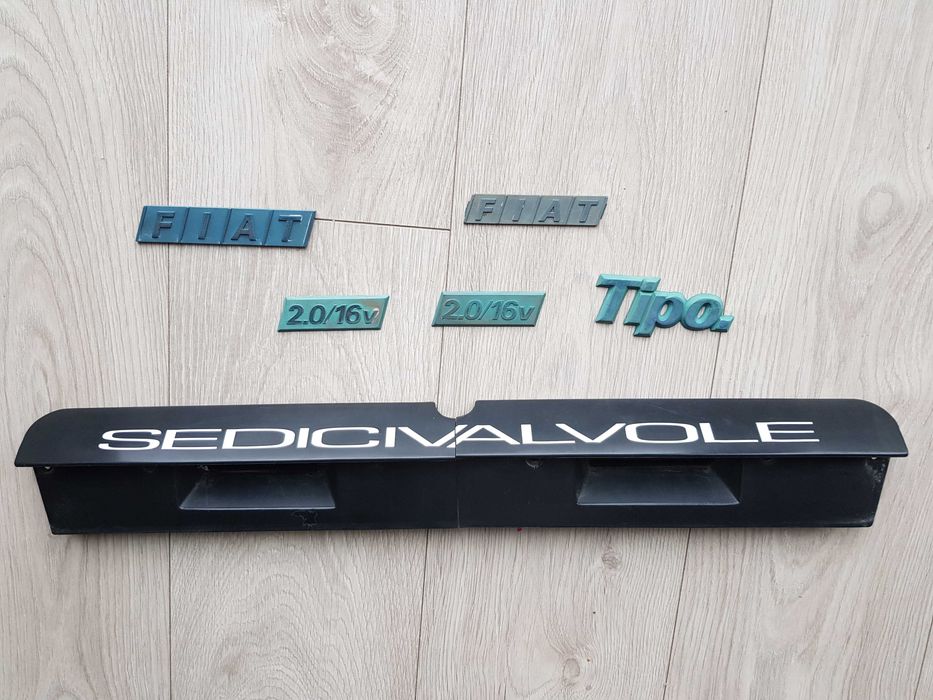 FIAT
FIAT
2.0/16v
2.0/16v
Tipo.
SEDICIVALVOLE